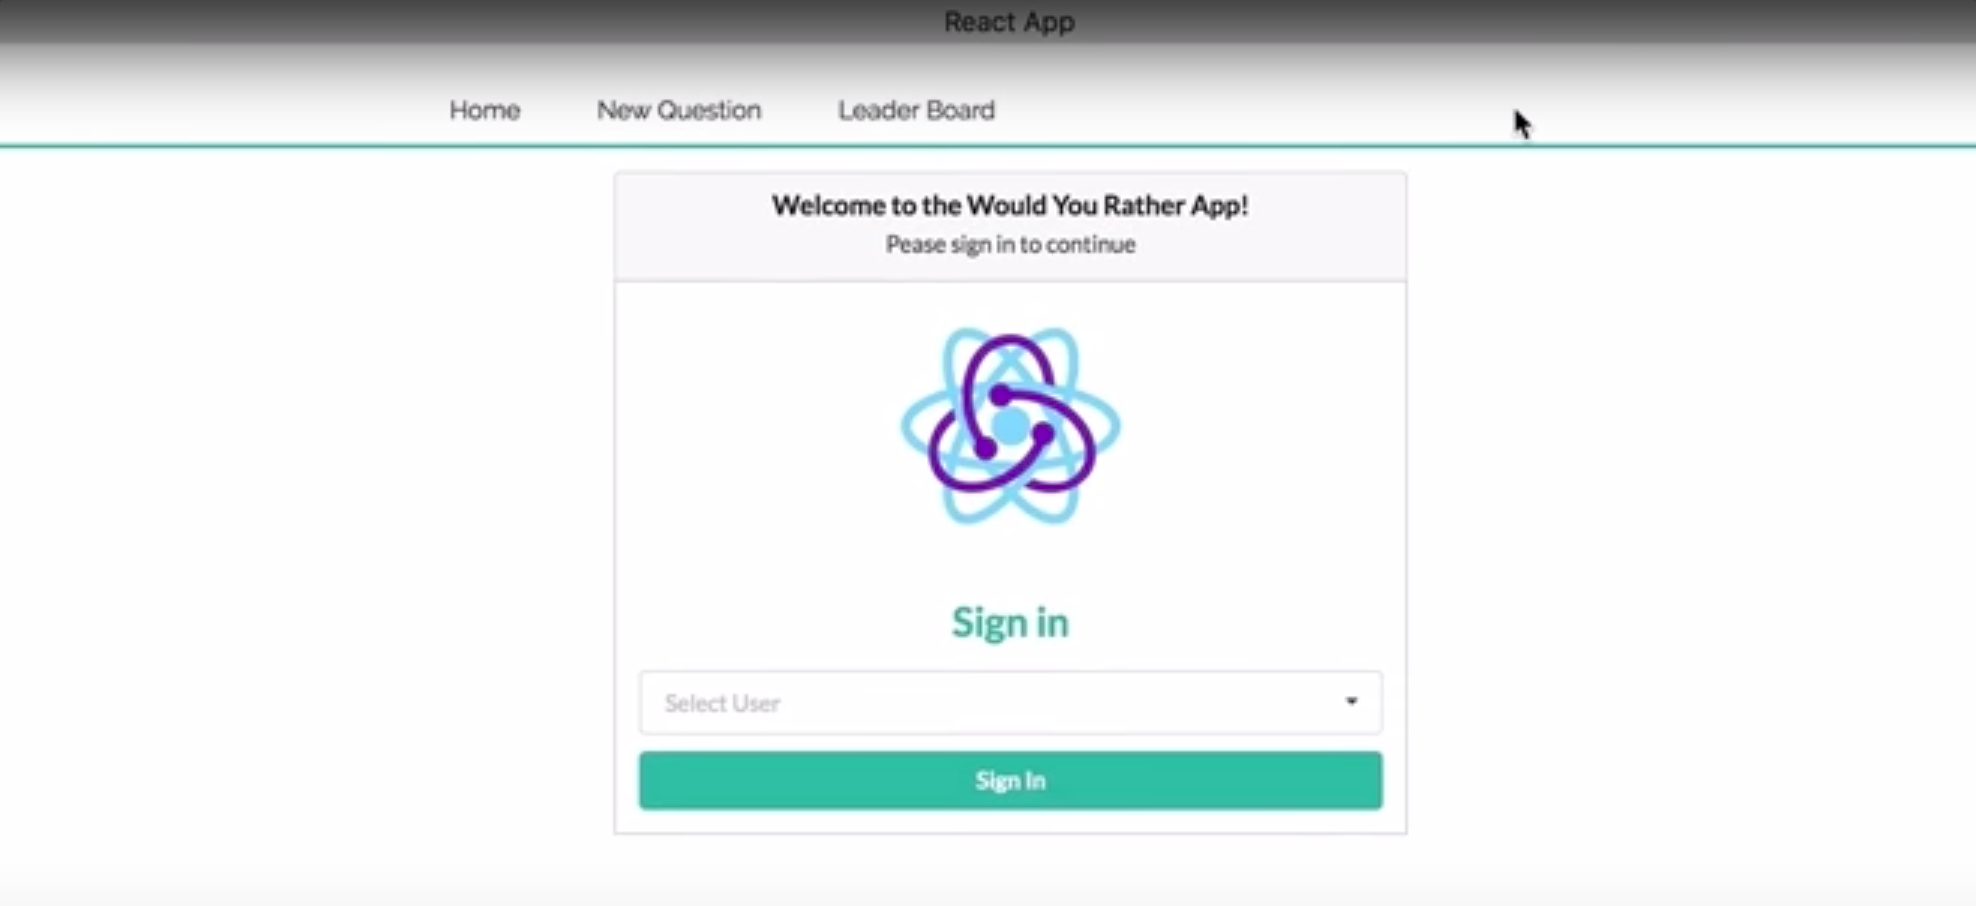 React App
Home New Question Leader Board
Welcome to the Would You Rather App!
Pease sign in to continue
Sign in
Select User
Sign In